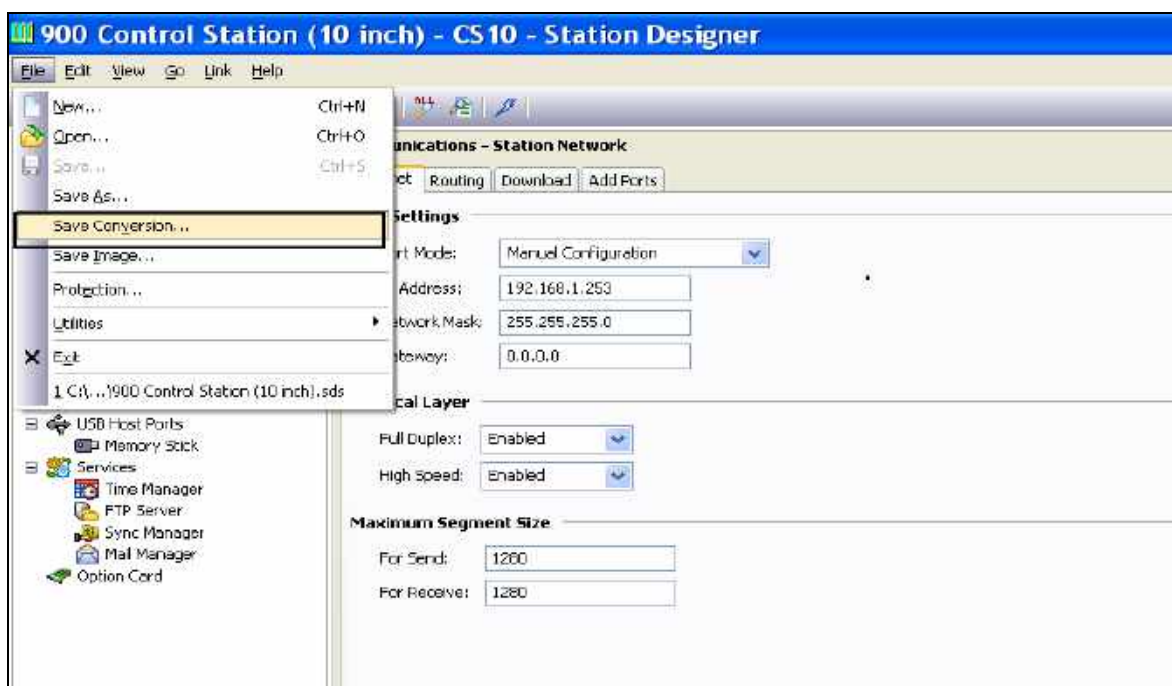 900 Control Station (10 inch) - CS10 - Station Designer
File Edit View Go Link Help
New... Ctrl+N
Open... Ctrl+O
Save... Ctrl+S
Save As...
Save Conversion...
Save Image...
Protection...
Utilities
Exit
1 C:\...\900 Control Station (10 inch).sds
USB Host Ports
Memory Stick
Services
Time Manager
FTP Server
Sync Manager
Mail Manager
Option Card
unications - Station Network
et Routing Download Add Ports
Settings
rt Mode: Manual Configuration
Address: 192.168.1.253
etwork Mask: 255.255.255.0
teway: 0.0.0.0
cal Layer
Full Duplex: Enabled
High Speed: Enabled
Maximum Segment Size
For Send: 1280
For Receive: 1280